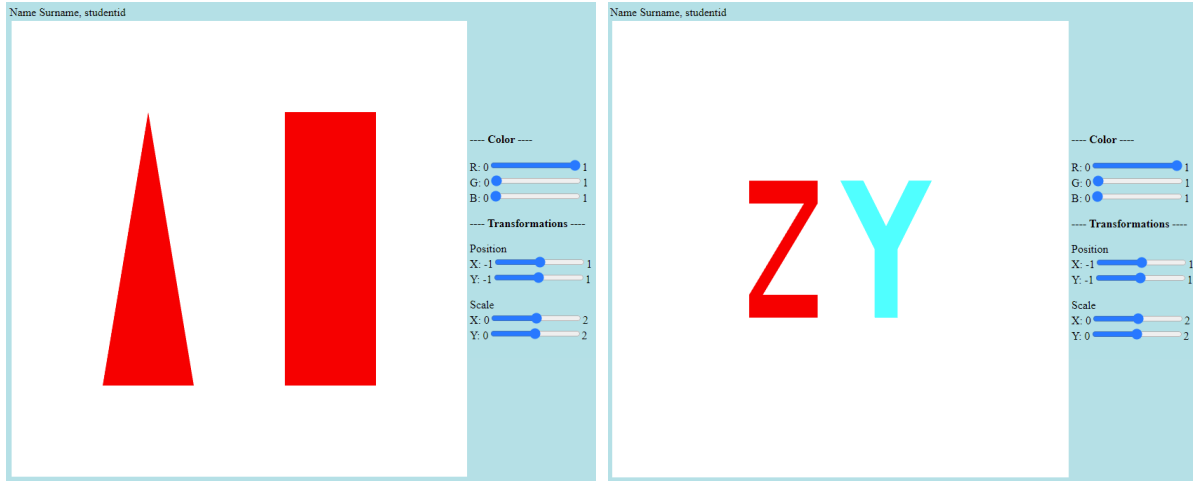 Name Surname, studentid
---- Color ----
R: 0 1
G: 0 1
B: 0 1
---- Transformations ----
Position
X: -1 1
Y: -1 1
Scale
X: 0 2
Y: 0 2
Name Surname, studentid
ZY
---- Color ----
R: 0 1
G: 0 1
B: 0 1
---- Transformations ----
Position
X: -1 1
Y: -1 1
Scale
X: 0 2
Y: 0 2